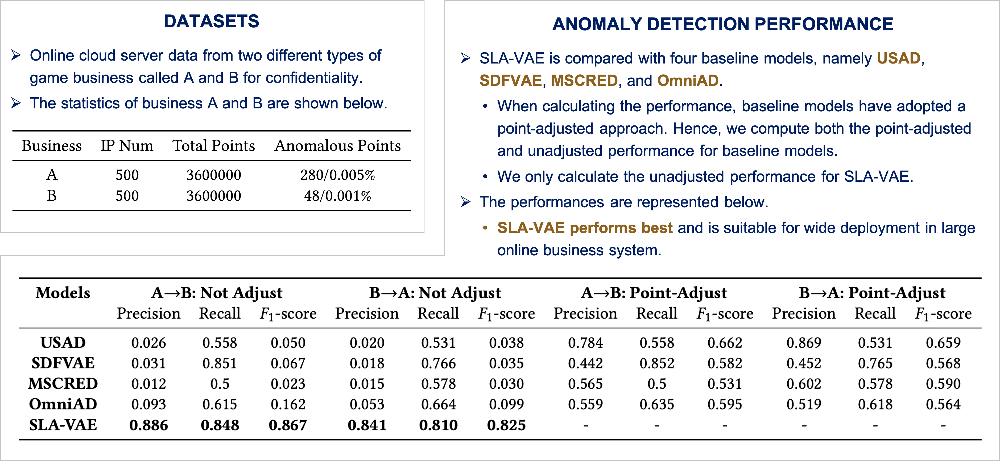 DATASETS
➢ Online cloud server data from two different types of
game business called A and B for confidentiality.
➢ The statistics of business A and B are shown below.
Business IP Num Total Points Anomalous Points
A 500 3600000 280/0.005%
B 500 3600000 48/0.001%
ANOMALY DETECTION PERFORMANCE
➢ SLA-VAE is compared with four baseline models, namely USAD,
SDFVAE, MSCRED, and OmniAD.
• When calculating the performance, baseline models have adopted a
point-adjusted approach. Hence, we compute both the point-adjusted
and unadjusted performance for baseline models.
• We only calculate the unadjusted performance for SLA-VAE.
➢ The performances are represented below.
• SLA-VAE performs best and is suitable for wide deployment in large
online business system.
Models A→B: Not Adjust B→A: Not Adjust A→B: Point-Adjust B→A: Point-Adjust
Precision Recall F₁-score Precision Recall F₁-score Precision Recall F₁-score Precision Recall F₁-score
USAD 0.026 0.558 0.050 0.020 0.531 0.038 0.784 0.558 0.662 0.869 0.531 0.659
SDFVAE 0.031 0.851 0.067 0.018 0.766 0.035 0.442 0.852 0.582 0.452 0.765 0.568
MSCRED 0.012 0.5 0.023 0.015 0.578 0.030 0.565 0.5 0.531 0.602 0.578 0.590
OmniAD 0.093 0.615 0.162 0.053 0.664 0.099 0.559 0.635 0.595 0.519 0.618 0.564
SLA-VAE 0.886 0.848 0.867 0.841 0.810 0.825 - - - - - -